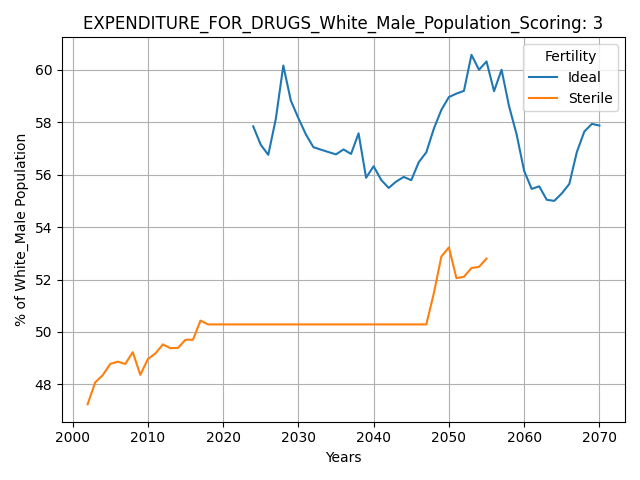 EXPENDITURE_FOR_DRUGS_White_Male_Population_Scoring: 3
Fertility
Ideal
Sterile
% of White_Male Population
60
58
56
54
52
50
48
2000 2010 2020 2030 2040 2050 2060 2070
Years